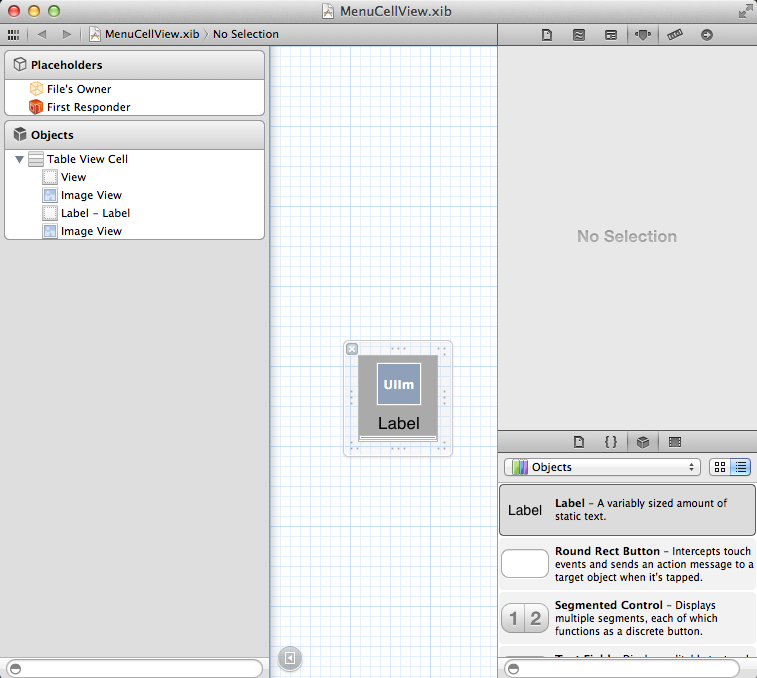 MenuCellView.xib
MenuCellView.xib 〉 No Selection
Placeholders
File's Owner
First Responder
Objects
Table View Cell
View
Image View
Label – Label
Image View
UIIm
Label
No Selection
{ }
Objects
Label
Label – A variably sized amount of
static text.
Round Rect Button – Intercepts touch
events and sends an action message to a
target object when it's tapped.
1 2
Segmented Control – Displays
multiple segments, each of which
functions as a discrete button.